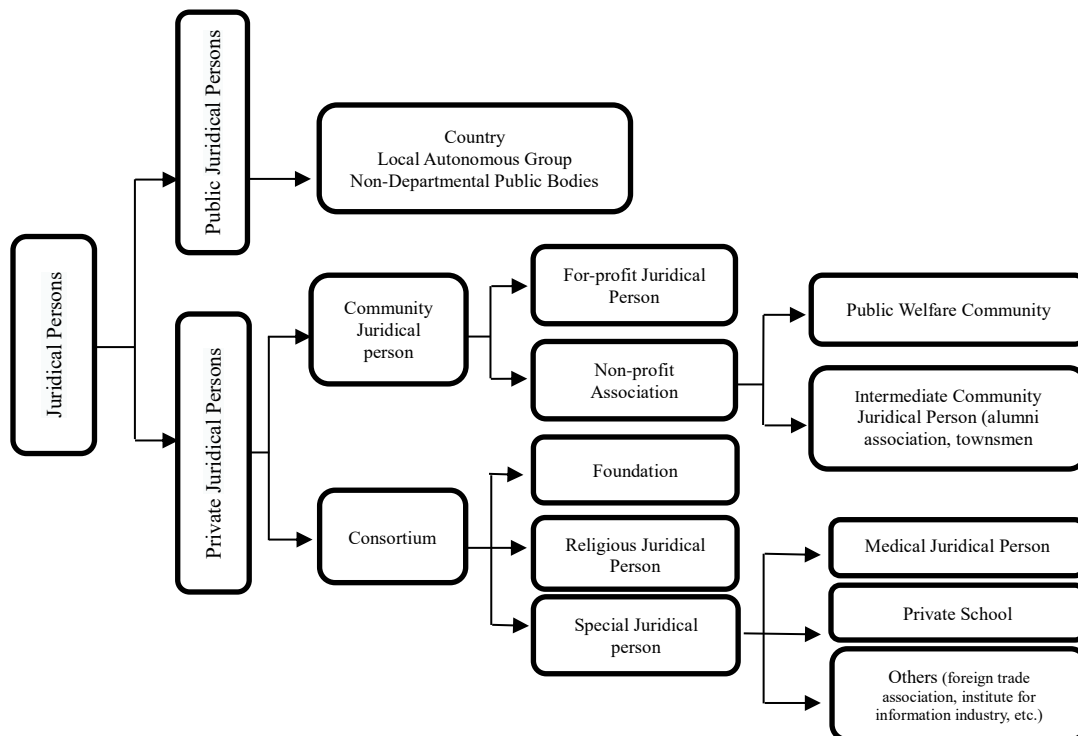 Juridical Persons
Public Juridical Persons
Country
Local Autonomous Group
Non-Departmental Public Bodies
Private Juridical Persons
Community
Juridical
person
For-profit Juridical
Person
Non-profit
Association
Public Welfare Community
Intermediate Community
Juridical Person (alumni
association, townsmen
Consortium
Foundation
Religious Juridical
Person
Special Juridical
person
Medical Juridical Person
Private School
Others (foreign trade
association, institute for
information industry, etc.)